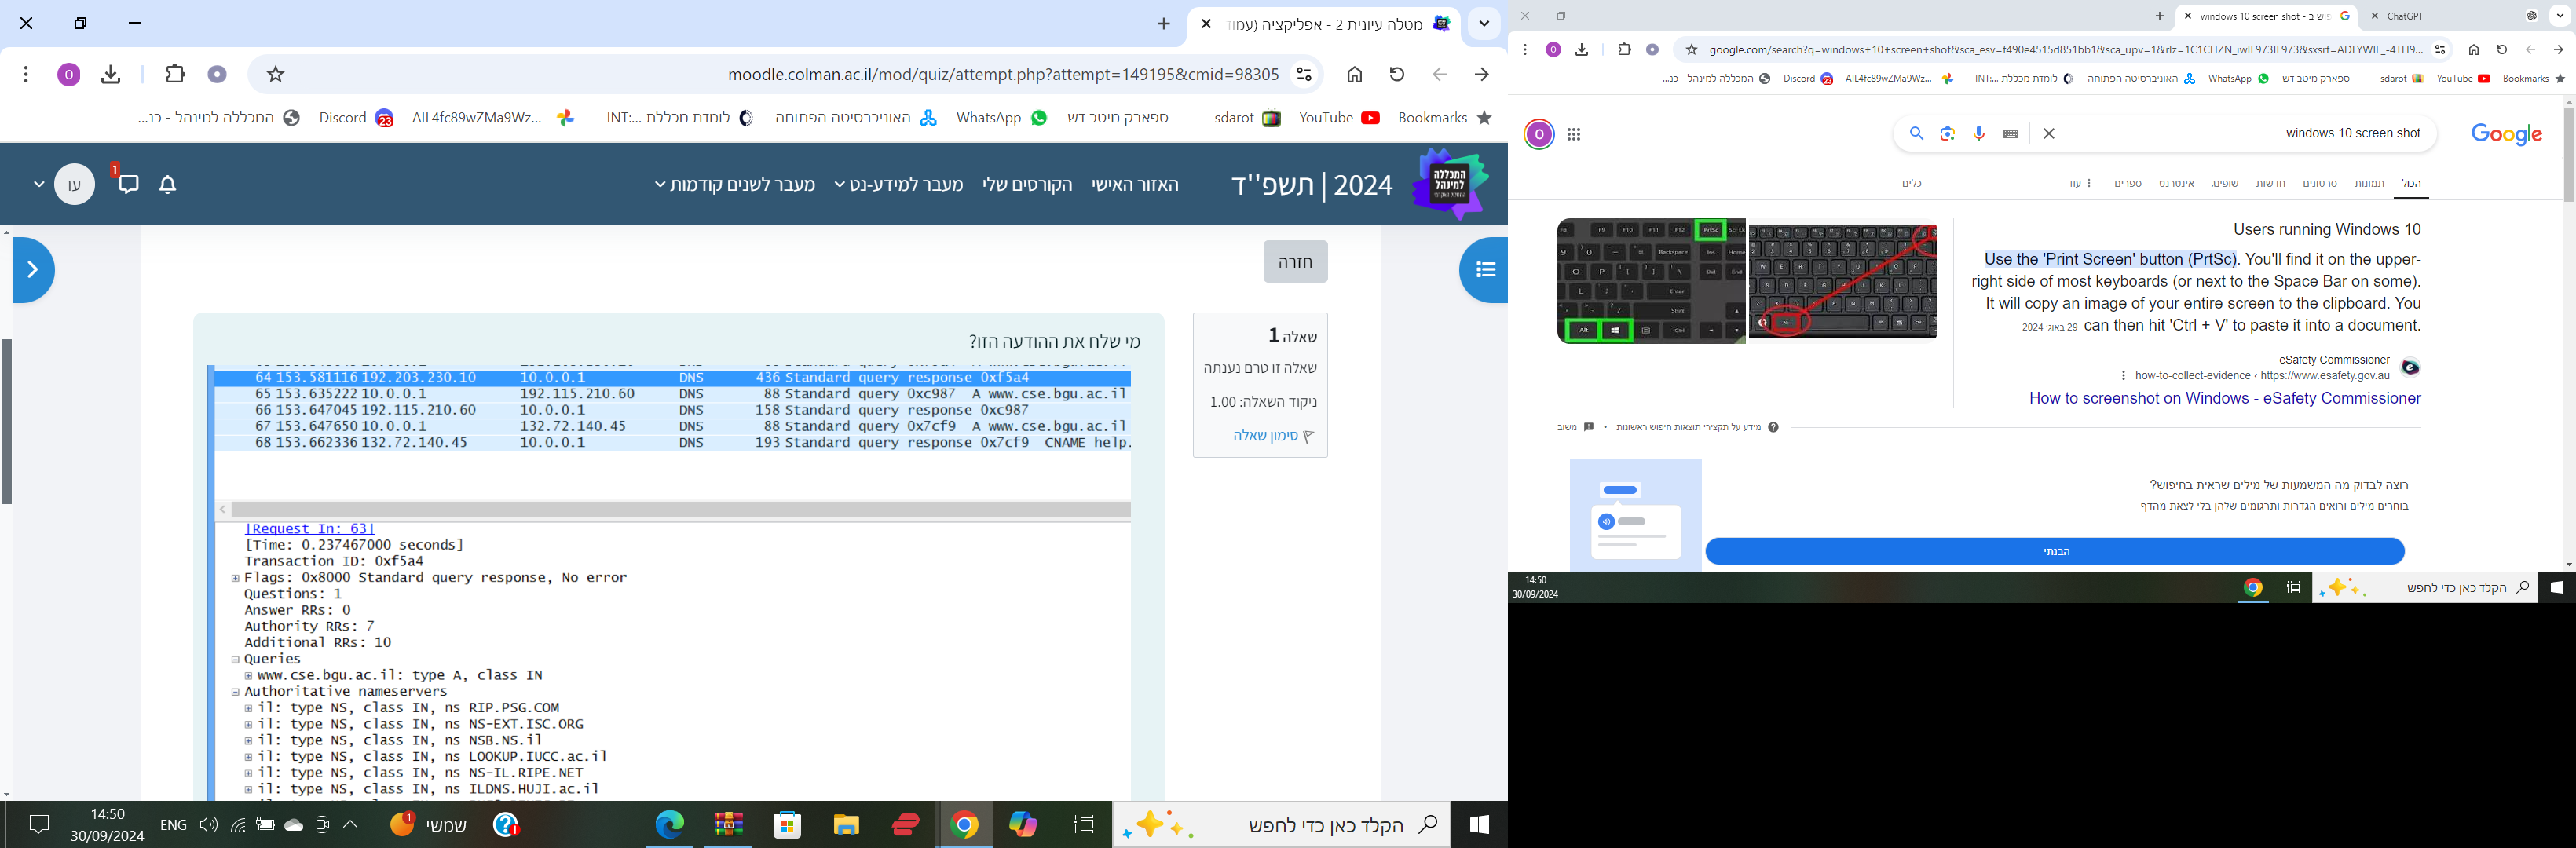 מטלה עיונית 2 - אפליקציה (עמוד
moodle.colman.ac.il/mod/quiz/attempt.php?attempt=149195&cmid=98305
Bookmarks
YouTube
sdarot
ספארק מיטב דש
WhatsApp
האוניברסיטה הפתוחה
לומדת מכללת ...:INT
AIL4fc89wZMa9Wz...
Discord
המכללה למינהל - כנ...
המכללה למינהל
2024 | תשפ''ד
האזור האישי
הקורסים שלי
מעבר למידע-נט
מעבר לשנים קודמות
1
עו
חזרה
שאלה 1
שאלה זו טרם נענתה
ניקוד השאלה: 1.00
סימון שאלה
מי שלח את ההודעה הזו?
64 153.581116 192.203.230.10 10.0.0.1 DNS 436 Standard query response 0xf5a4
65 153.635222 10.0.0.1 192.115.210.60 DNS 88 Standard query 0xc987 A www.cse.bgu.ac.il
66 153.647045 192.115.210.60 10.0.0.1 DNS 158 Standard query response 0xc987
67 153.647650 10.0.0.1 132.72.140.45 DNS 88 Standard query 0x7cf9 A www.cse.bgu.ac.il
68 153.662336 132.72.140.45 10.0.0.1 DNS 193 Standard query response 0x7cf9 CNAME help.
[Request In: 63]
[Time: 0.237467000 seconds]
Transaction ID: 0xf5a4
Flags: 0x8000 Standard query response, No error
Questions: 1
Answer RRs: 0
Authority RRs: 7
Additional RRs: 10
Queries
www.cse.bgu.ac.il: type A, class IN
Authoritative nameservers
il: type NS, class IN, ns RIP.PSG.COM
il: type NS, class IN, ns NS-EXT.ISC.ORG
il: type NS, class IN, ns NSB.NS.il
il: type NS, class IN, ns LOOKUP.IUCC.ac.il
il: type NS, class IN, ns NS-IL.RIPE.NET
il: type NS, class IN, ns ILDNS.HUJI.ac.il
הקלד כאן כדי לחפש
שמשי
ENG
14:50
30/09/2024
ChatGPT
windows 10 screen shot - חיפוש ב
google.com/search?q=windows+10+screen+shot&sca_esv=f490e4515d851bb1&sca_upv=1&rlz=1C1CHZN_iwIL973IL973&sxsrf=ADLYWIL_-4TH9...
Bookmarks
YouTube
sdarot
ספארק מיטב דש
WhatsApp
האוניברסיטה הפתוחה
לומדת מכללת ...:INT
AIL4fc89wZMa9Wz...
Discord
המכללה למינהל - כנ...
Google
windows 10 screen shot
הכול
תמונות
סרטונים
שופינג
חדשות
אינטרנט
ספרים
עוד
כלים
Users running Windows 10
Use the 'Print Screen' button (PrtSc). You'll find it on the upper-
right side of most keyboards (or next to the Space Bar on some).
It will copy an image of your entire screen to the clipboard. You
can then hit 'Ctrl + V' to paste it into a document. 29 באוג׳ 2024
eSafety Commissioner
https://www.esafety.gov.au › how-to-collect-evidence
How to screenshot on Windows - eSafety Commissioner
מידע על תקצירי תוצאות חיפוש ראשונות
משוב
רוצה לבדוק מה המשמעות של מילים שראית בחיפוש?
בוחרים מילים ורואים הגדרות ותרגומים שלהן בלי לצאת מהדף
הבנתי
הקלד כאן כדי לחפש
14:50
30/09/2024